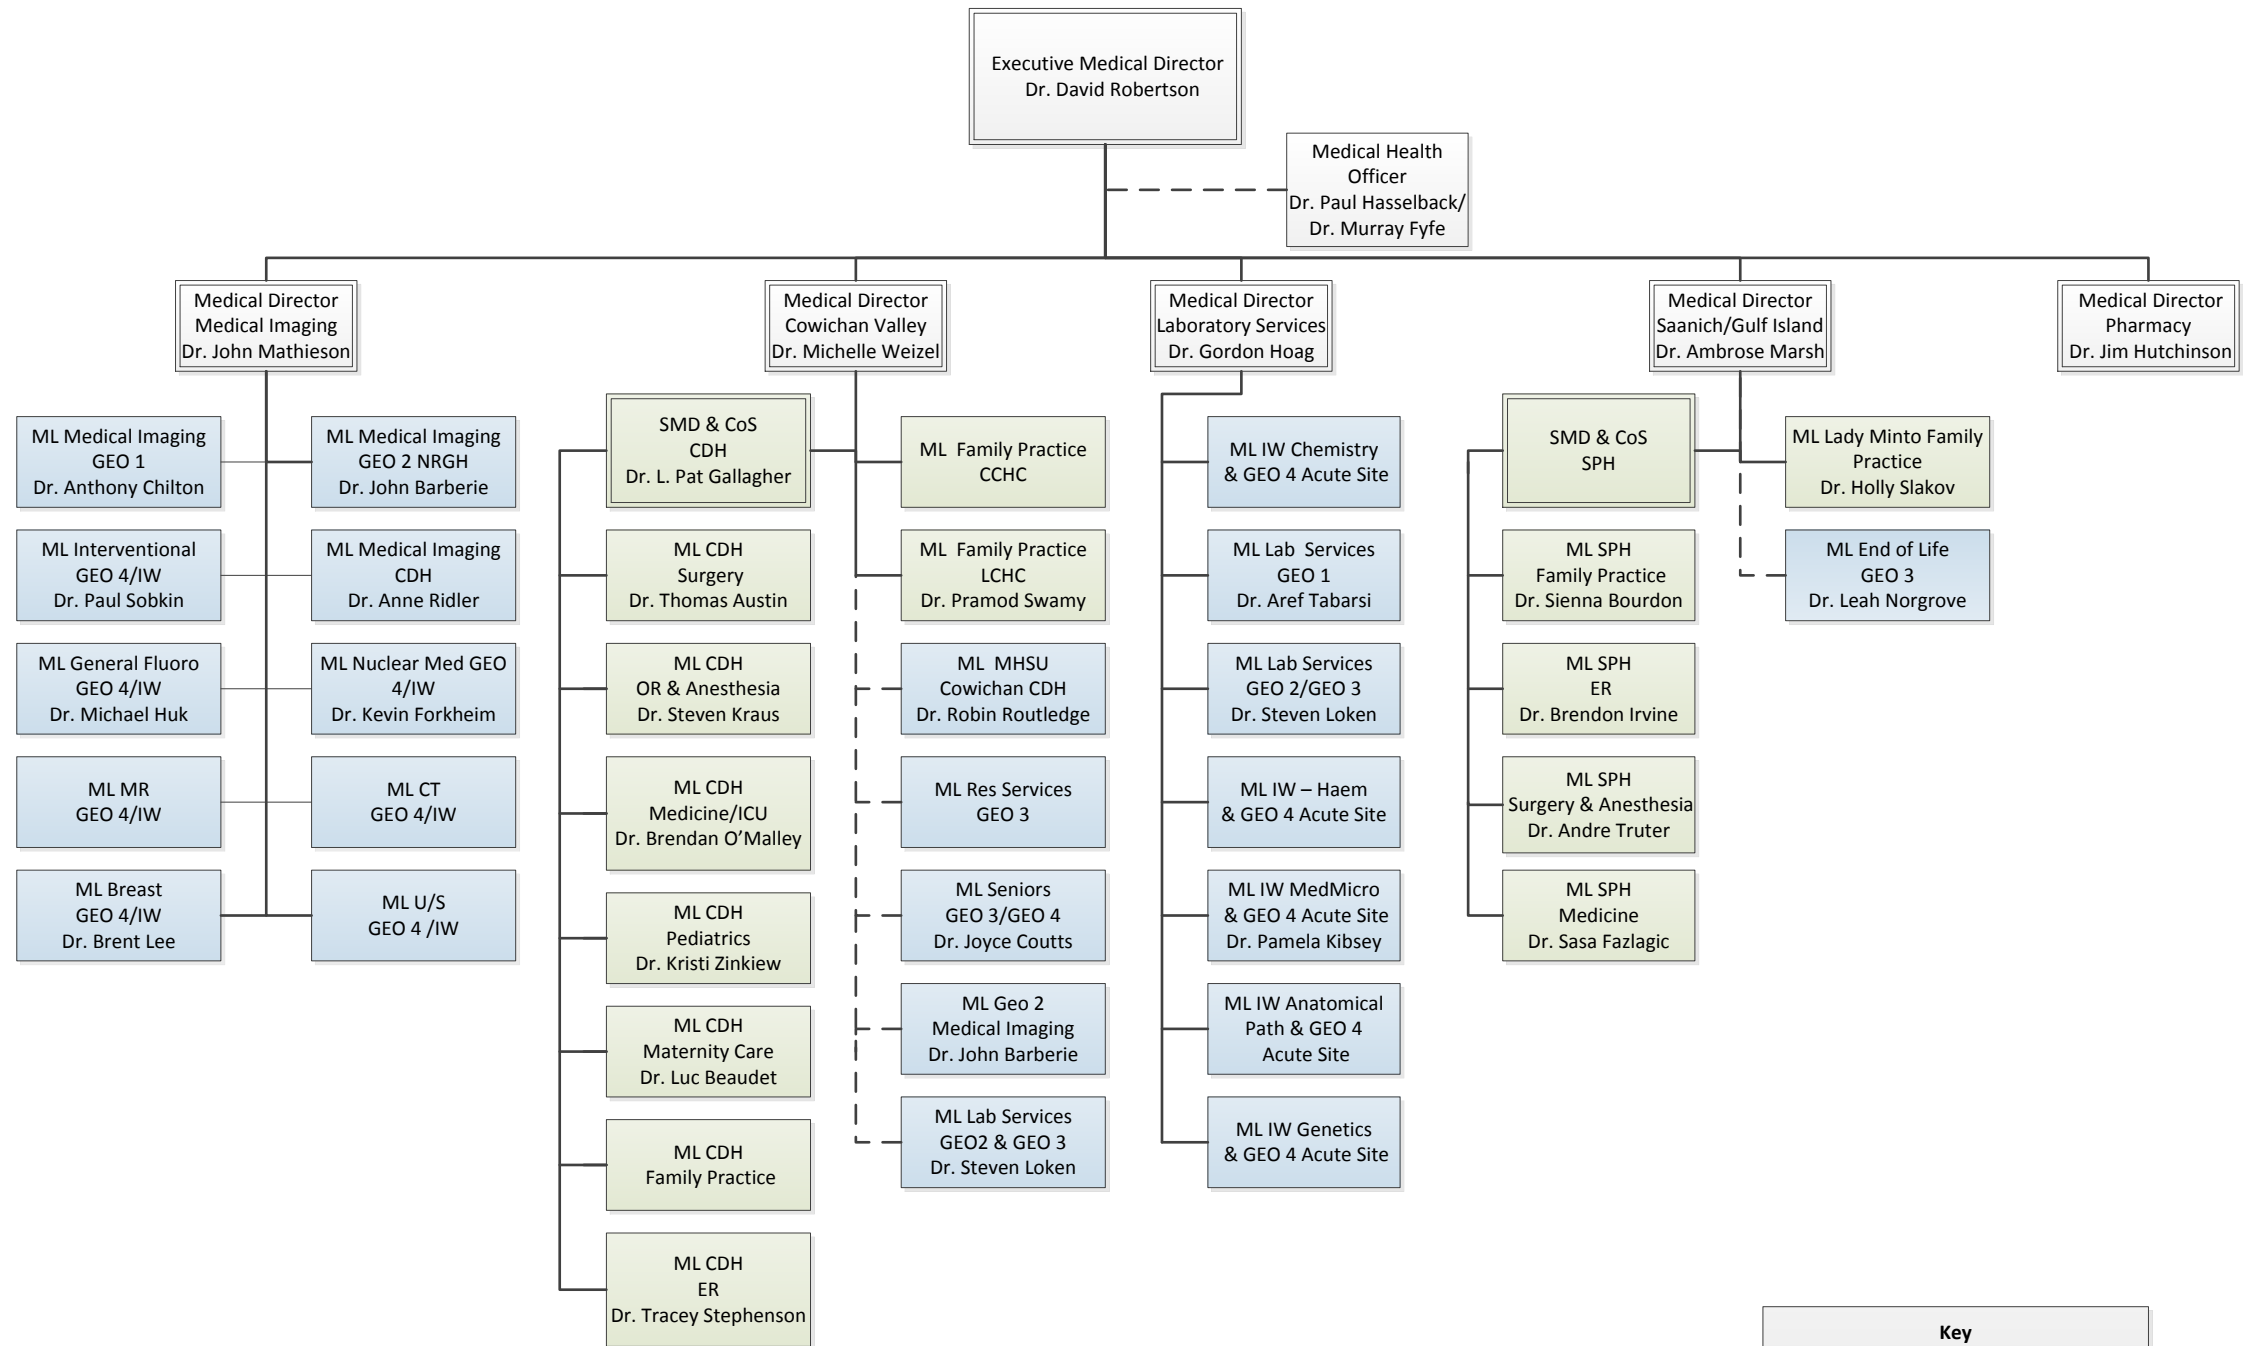 Executive Medical Director
Dr. David Robertson
Medical Health
Officer
Dr. Paul Hasselback/
Dr. Murray Fyfe
Medical Director
Medical Imaging
Dr. John Mathieson
Medical Director
Cowichan Valley
Dr. Michelle Weizel
Medical Director
Laboratory Services
Dr. Gordon Hoag
Medical Director
Saanich/Gulf Island
Dr. Ambrose Marsh
Medical Director
Pharmacy
Dr. Jim Hutchinson
ML Medical Imaging
GEO 1
Dr. Anthony Chilton
ML Medical Imaging
GEO 2 NRGH
Dr. John Barberie
ML Interventional
GEO 4/IW
Dr. Paul Sobkin
ML Medical Imaging
CDH
Dr. Anne Ridler
ML General Fluoro
GEO 4/IW
Dr. Michael Huk
ML Nuclear Med GEO
4/IW
Dr. Kevin Forkheim
ML MR
GEO 4/IW
ML CT
GEO 4/IW
ML Breast
GEO 4/IW
Dr. Brent Lee
ML U/S
GEO 4 /IW
SMD & CoS
CDH
Dr. L. Pat Gallagher
ML CDH
Surgery
Dr. Thomas Austin
ML CDH
OR & Anesthesia
Dr. Steven Kraus
ML CDH
Medicine/ICU
Dr. Brendan O’Malley
ML CDH
Pediatrics
Dr. Kristi Zinkiew
ML CDH
Maternity Care
Dr. Luc Beaudet
ML CDH
Family Practice
ML CDH
ER
Dr. Tracey Stephenson
ML  Family Practice
CCHC
ML  Family Practice
LCHC
Dr. Pramod Swamy
ML  MHSU
Cowichan CDH
Dr. Robin Routledge
ML Res Services
GEO 3
ML Seniors
GEO 3/GEO 4
Dr. Joyce Coutts
ML Geo 2
Medical Imaging
Dr. John Barberie
ML Lab Services
GEO2 & GEO 3
Dr. Steven Loken
ML IW Chemistry
& GEO 4 Acute Site
ML Lab  Services
GEO 1
Dr. Aref Tabarsi
ML Lab Services
GEO 2/GEO 3
Dr. Steven Loken
ML IW – Haem
& GEO 4 Acute Site
ML IW MedMicro
& GEO 4 Acute Site
Dr. Pamela Kibsey
ML IW Anatomical
Path & GEO 4
Acute Site
ML IW Genetics
& GEO 4 Acute Site
SMD & CoS
SPH
ML SPH
Family Practice
Dr. Sienna Bourdon
ML SPH
ER
Dr. Brendon Irvine
ML SPH
Surgery & Anesthesia
Dr. Andre Truter
ML SPH
Medicine
Dr. Sasa Fazlagic
ML Lady Minto Family
Practice
Dr. Holly Slakov
ML End of Life
GEO 3
Dr. Leah Norgrove
Key